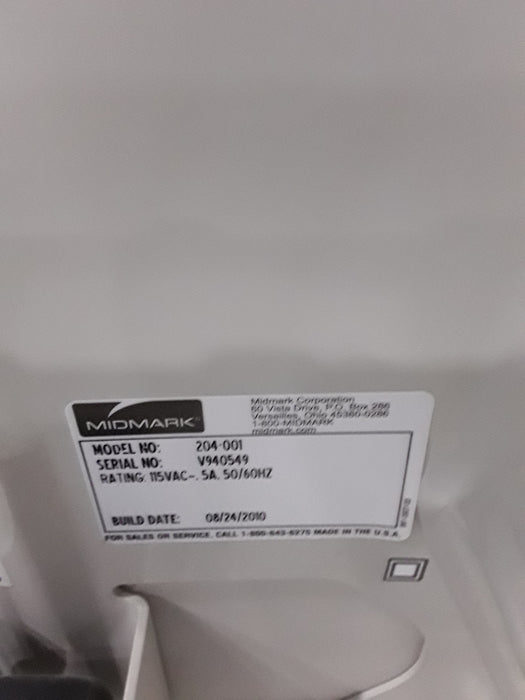 MIDMARK®
Midmark Corporation
60 Vista Drive, P.O. Box 286
Versailles, Ohio 45380-0286
1-800-MIDMARK
midmark.com
MODEL NO: 204-001
SERIAL NO: V940549
RATING: 115VAC~, 5A, 50/60HZ
BUILD DATE: 08/24/2010
FOR SALES OR SERVICE, CALL 1-800-643-6275 MADE IN THE U.S.A.